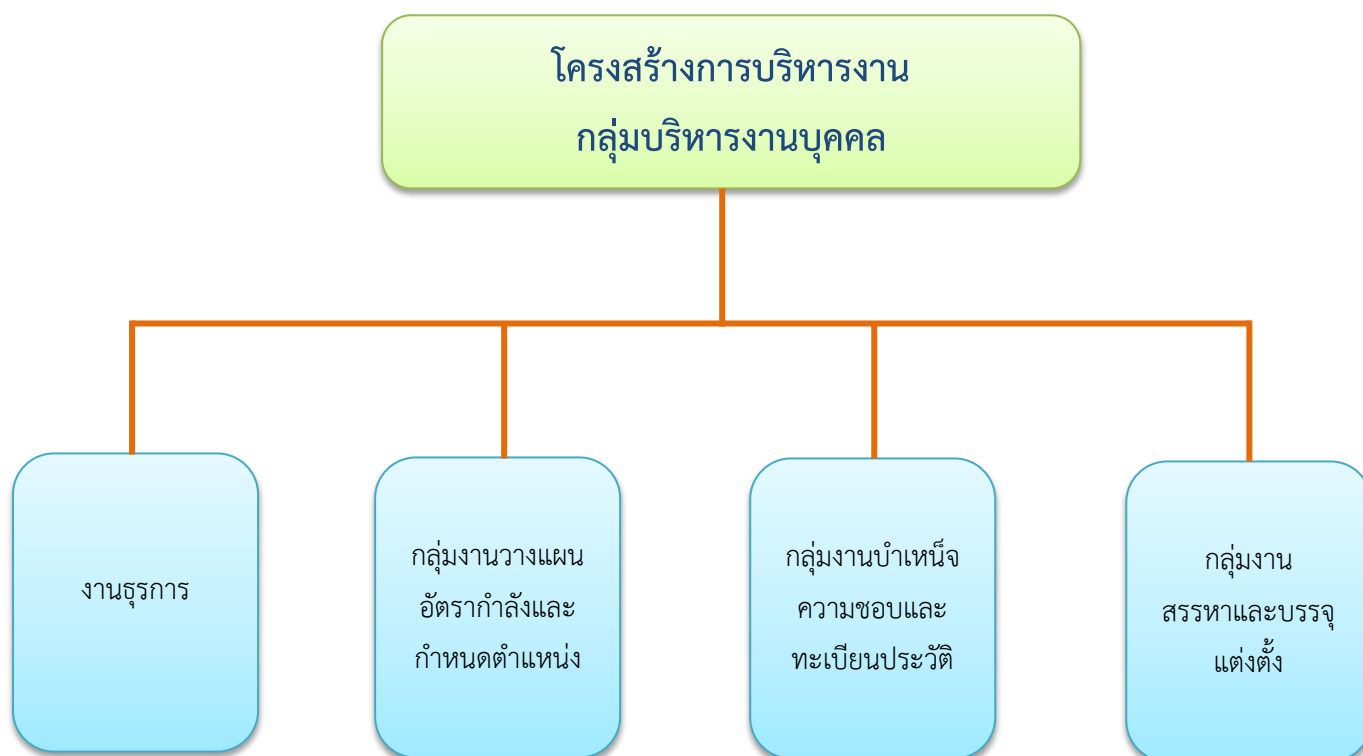 โครงสร้างการบริหารงาน
กลุ่มบริหารงานบุคคล
งานธุรการ
กลุ่มงานวางแผน
อัตรากำลังและ
กำหนดตำแหน่ง
กลุ่มงานบำเหน็จ
ความชอบและ
ทะเบียนประวัติ
กลุ่มงาน
สรรหาและบรรจุ
แต่งตั้ง